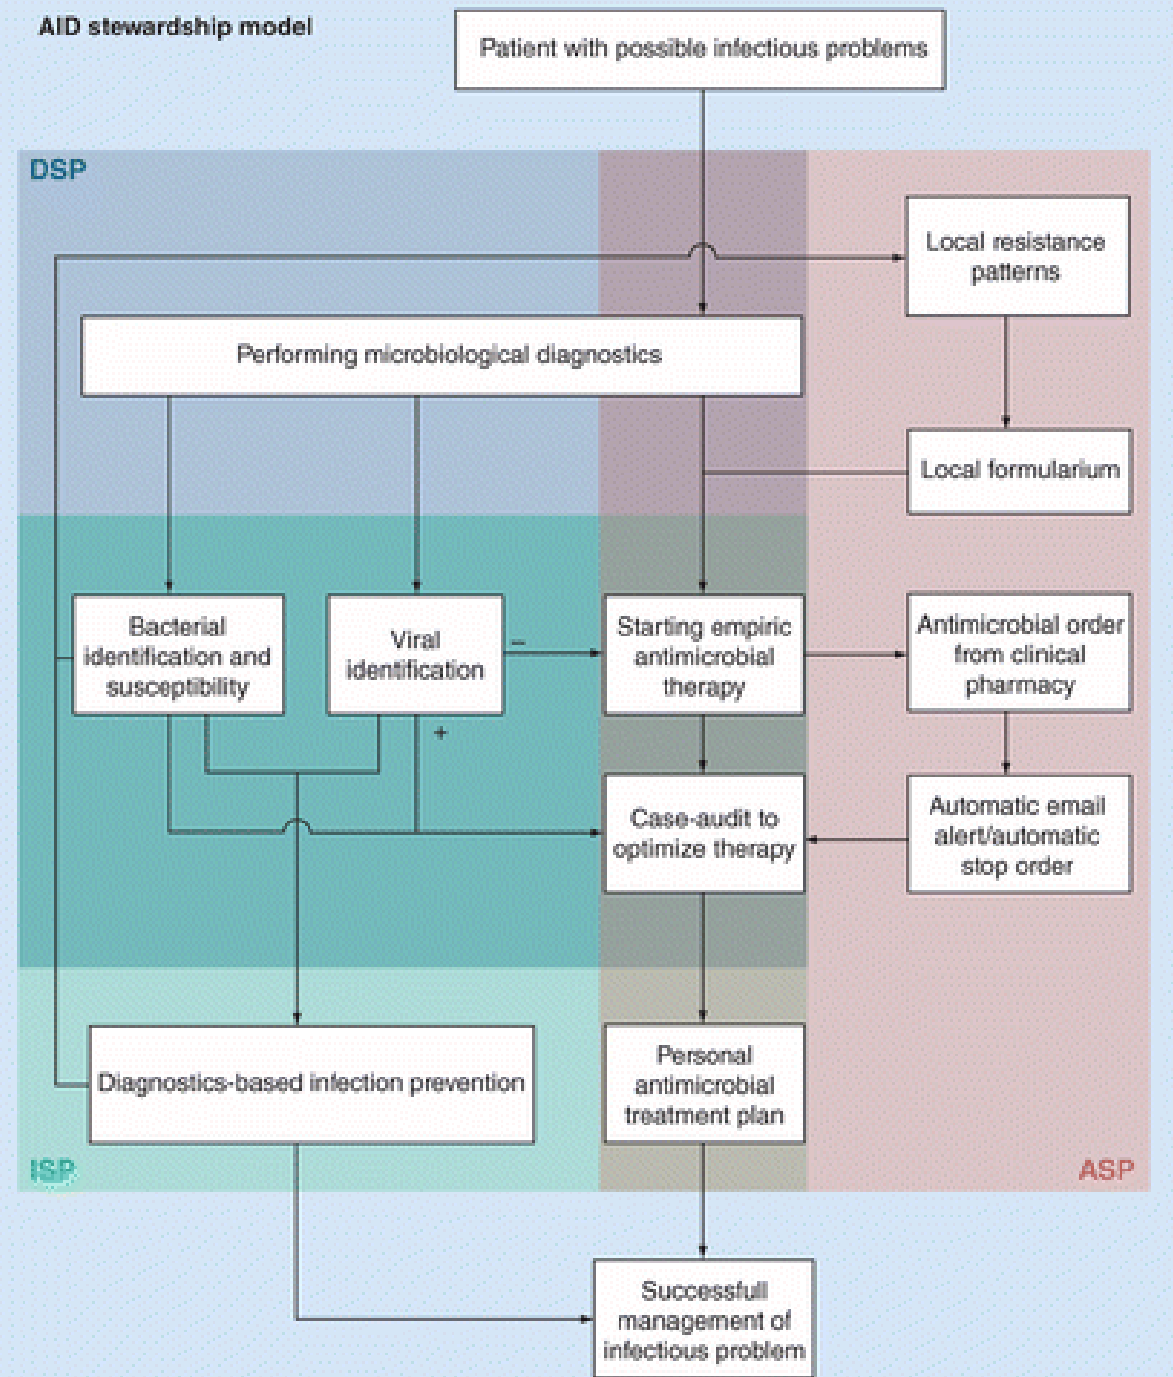 AID stewardship model
Patient with possible infectious problems
DSP
Local resistance
patterns
Performing microbiological diagnostics
Local formularium
Bacterial
identification and
susceptibility
Viral
identification
–
+
Starting empiric
antimicrobial
therapy
Antimicrobial order
from clinical
pharmacy
Case-audit to
optimize therapy
Automatic email
alert/automatic
stop order
Diagnostics-based infection prevention
Personal
antimicrobial
treatment plan
ISP
ASP
Successfull
management of
infectious problem